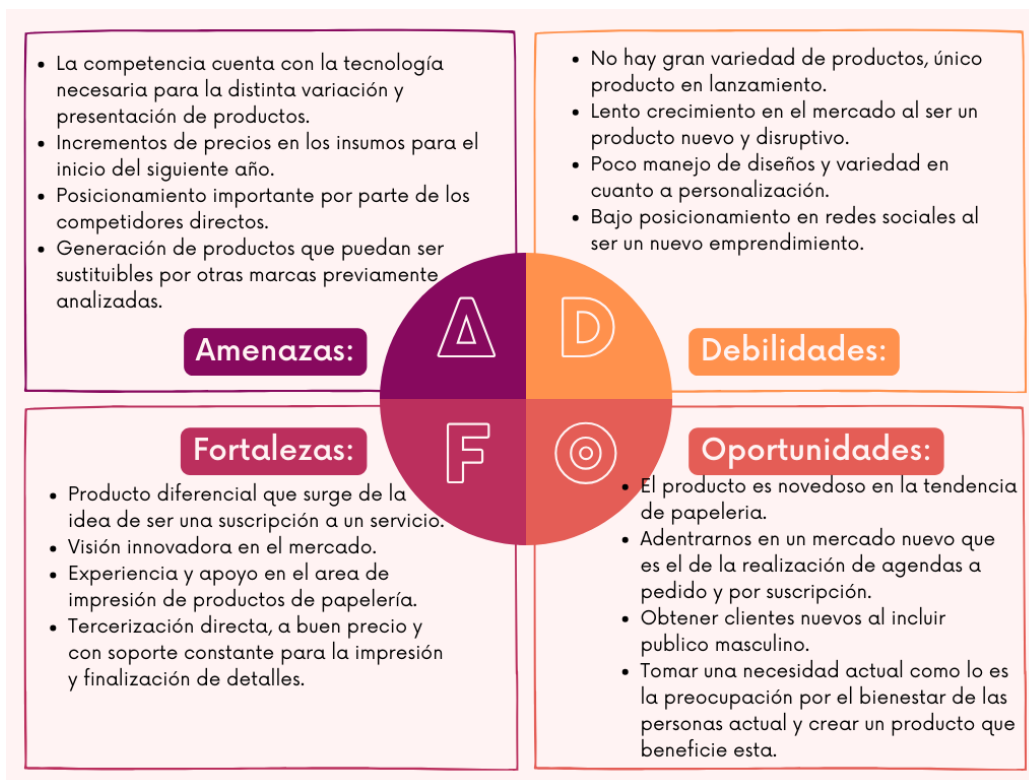 • La competencia cuenta con la tecnología
necesaria para la distinta variación y
presentación de productos.
• Incrementos de precios en los insumos para el
inicio del siguiente año.
• Posicionamiento importante por parte de los
competidores directos.
• Generación de productos que puedan ser
sustituibles por otras marcas previamente
analizadas.
Amenazas:
A
• No hay gran variedad de productos, único
producto en lanzamiento.
• Lento crecimiento en el mercado al ser un
producto nuevo y disruptivo.
• Poco manejo de diseños y variedad en
cuanto a personalización.
• Bajo posicionamiento en redes sociales al
ser un nuevo emprendimiento.
D
Debilidades:
Fortalezas:
F
• Producto diferencial que surge de la
idea de ser una suscripción a un servicio.
• Visión innovadora en el mercado.
• Experiencia y apoyo en el area de
impresión de productos de papelería.
• Tercerización directa, a buen precio y
con soporte constante para la impresión
y finalización de detalles.
O
Oportunidades:
• El producto es novedoso en la tendencia
de papeleria.
• Adentrarnos en un mercado nuevo que
es el de la realización de agendas a
pedido y por suscripción.
• Obtener clientes nuevos al incluir
publico masculino.
• Tomar una necesidad actual como lo es
la preocupación por el bienestar de las
personas actual y crear un producto que
beneficie esta.